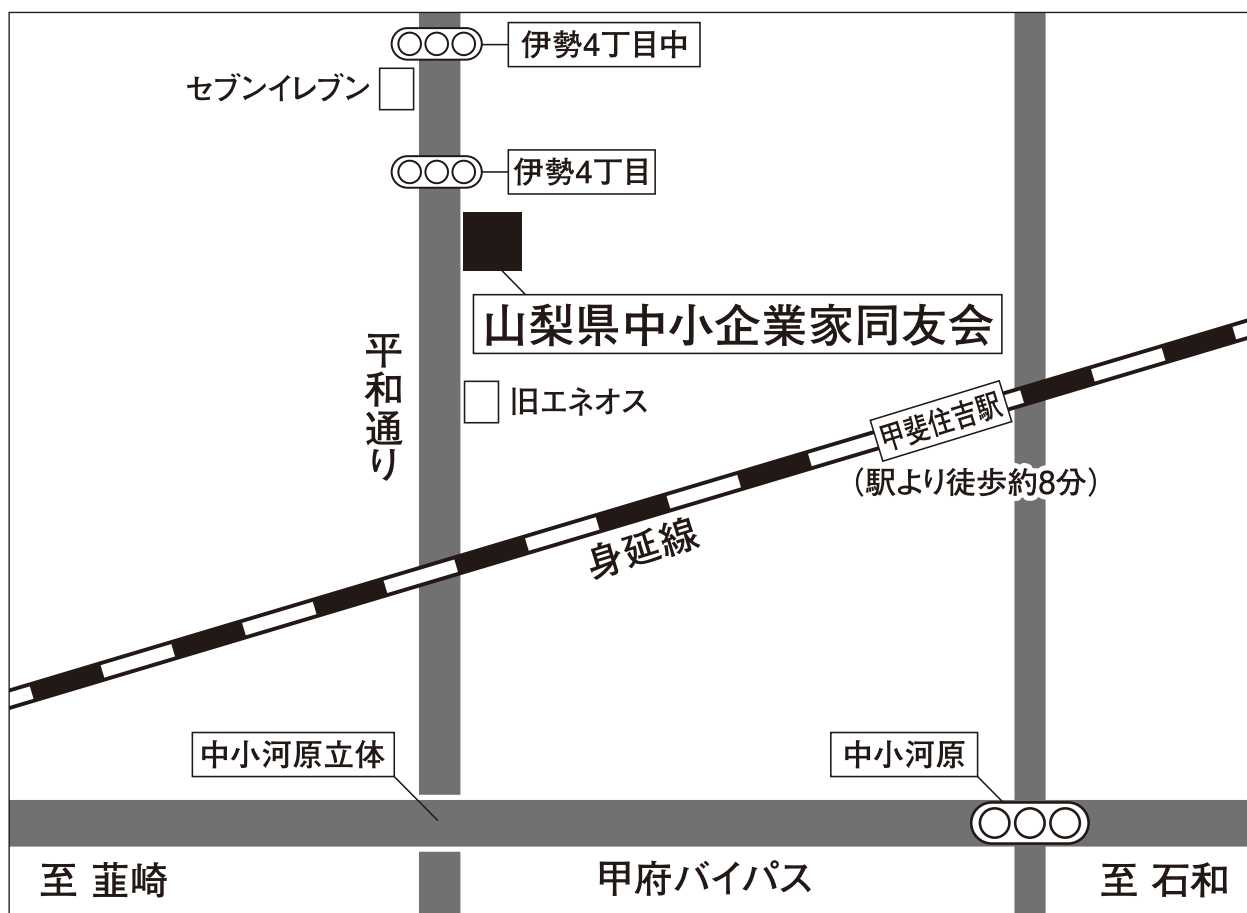 伊勢4丁目中
セブンイレブン
伊勢4丁目
山梨県中小企業家同友会
平和通り
旧エネオス
甲斐住吉駅
（駅より徒歩約8分）
身延線
中小河原立体
中小河原
至 韮崎
甲府バイパス
至 石和